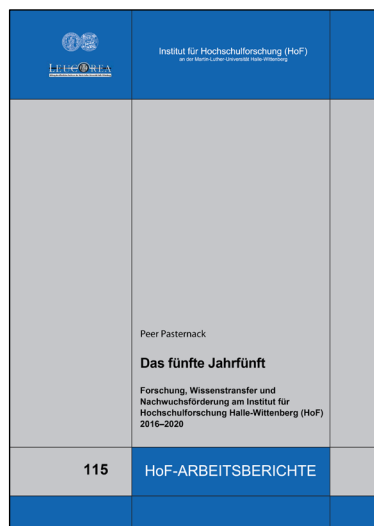 LEUCOREA
Institut für Hochschulforschung (HoF)
an der Martin-Luther-Universität Halle-Wittenberg
Peer Pasternack
Das fünfte Jahrfünft
Forschung, Wissenstransfer und
Nachwuchsförderung am Institut für
Hochschulforschung Halle-Wittenberg (HoF)
2016–2020
115
HoF-ARBEITSBERICHTE